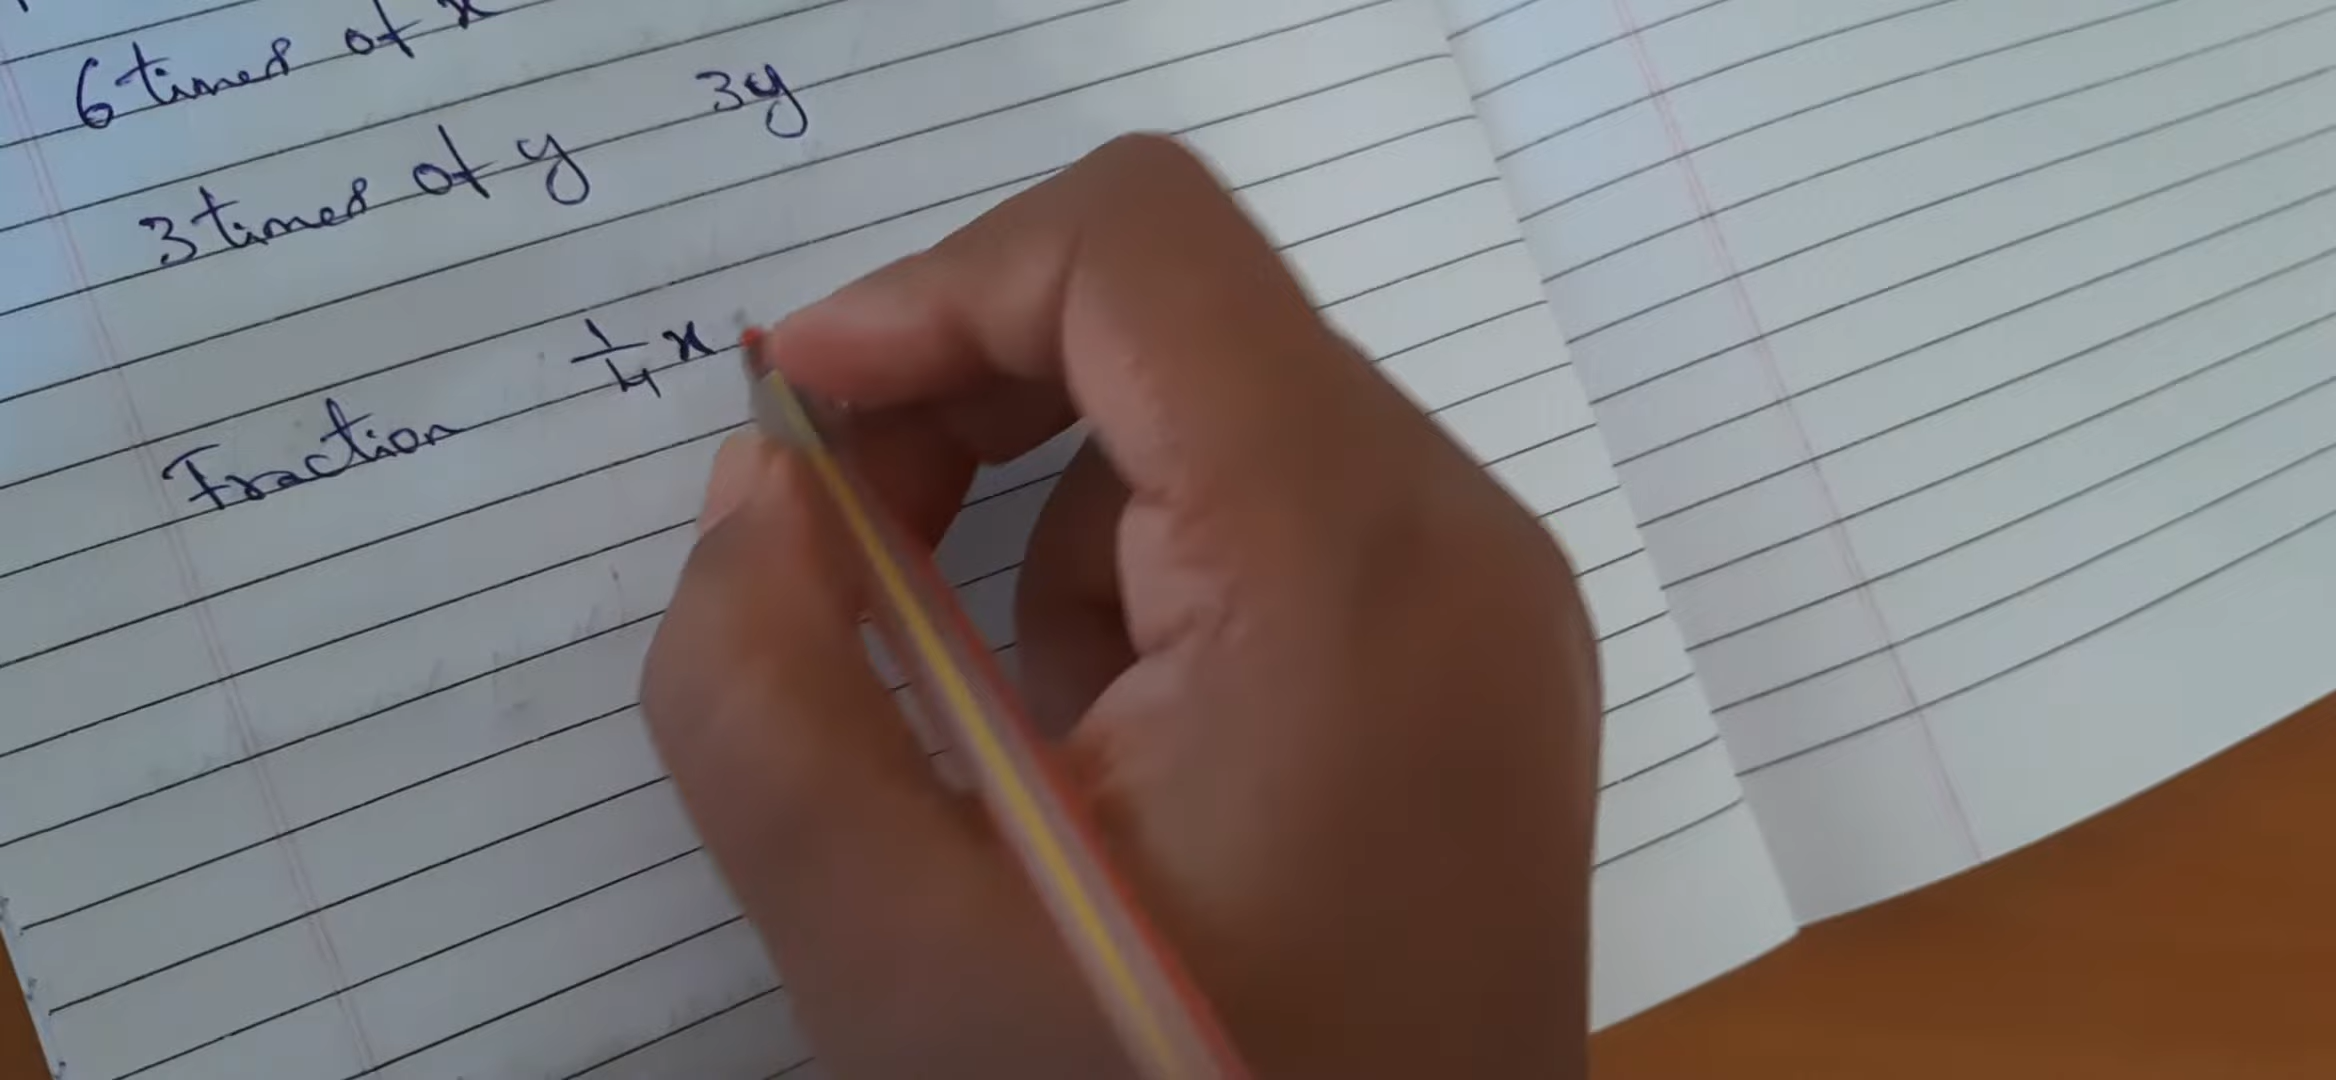 6 times of x
3 times of y 3y
Fraction 1/4 x